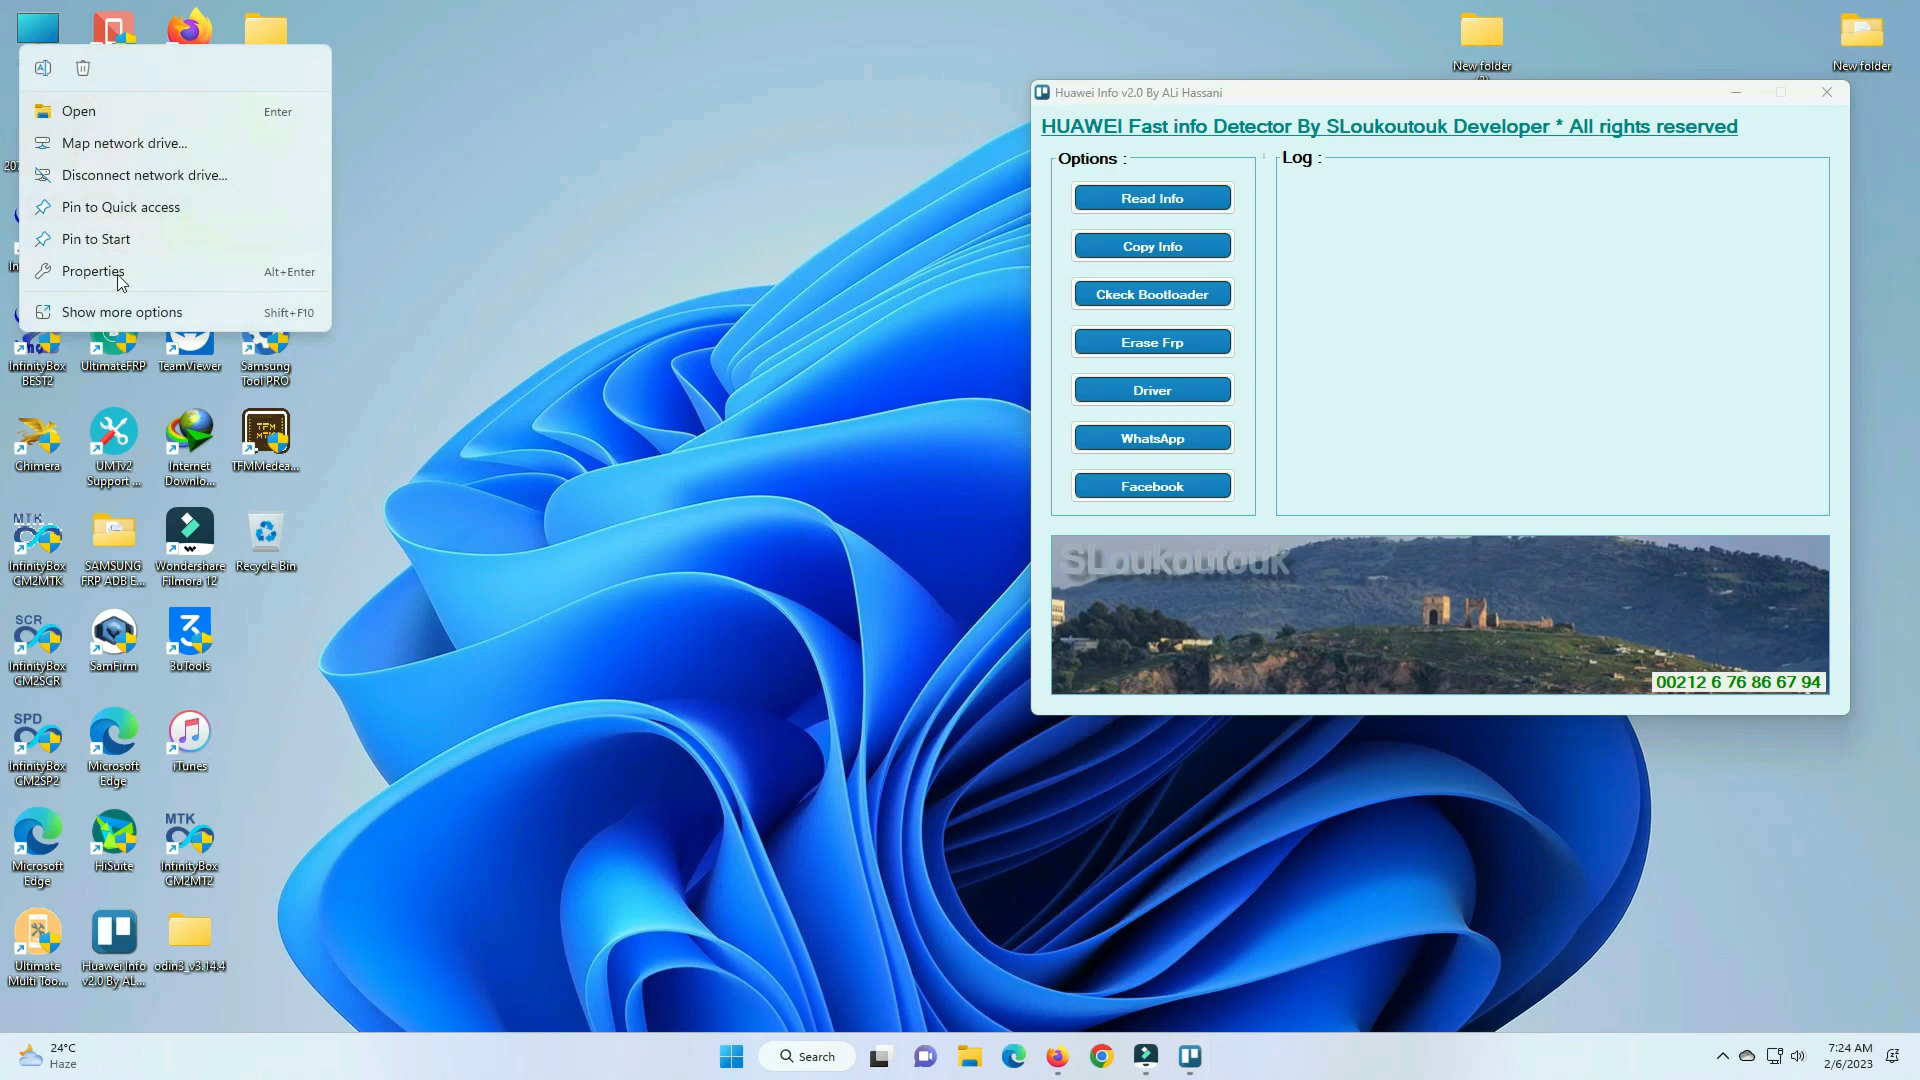 Open Enter
Map network drive...
Disconnect network drive...
Pin to Quick access
Pin to Start
Properties Alt+Enter
Show more options Shift+F10
InfinityBox
BEST2
UltimateFRP
TeamViewer
Samsung
Tool PRO
Chimera
UMTv2
Support ...
Internet
Downlo...
TFM
MTK
TFMMedea...
MTK
InfinityBox
CM2MTK
SAMSUNG
FRP ADB E...
Wondershare
Filmora 12
Recycle Bin
SCR
InfinityBox
CM2SCR
SamFirm
3uTools
SPD
InfinityBox
CM2SP2
Microsoft
Edge
iTunes
Microsoft
Edge
HiSuite
MTK
InfinityBox
CM2MT2
Ultimate
Multi Too...
Huawei Info
v2.0 By AL...
odin3_v3.14.4
New folder
New folder
Huawei Info v2.0 By ALi Hassani
HUAWEI Fast info Detector By SLoukoutouk Developer * All rights reserved
Options :
Log :
Read Info
Copy Info
Ckeck Bootloader
Erase Frp
Driver
WhatsApp
Facebook
SLoukoutouk
00212 6 76 86 67 94
24°C
Haze
Search
7:24 AM
2/6/2023